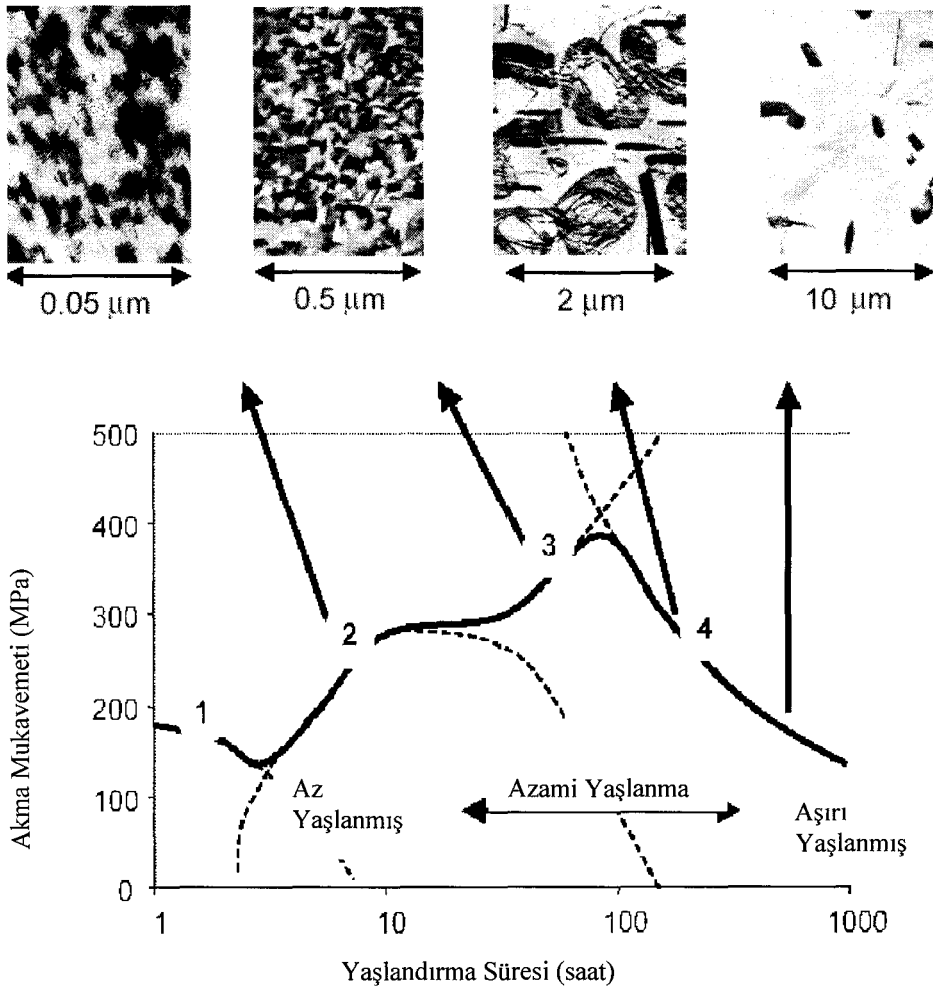 0.05 µm
0.5 µm
2 µm
10 µm
500
400
300
200
100
0
Akma Mukavemeti (MPa)
1
2
3
4
Az
Yaşlanmış
Azami Yaşlanma
Aşırı
Yaşlanmış
1
10
100
1000
Yaşlandırma Süresi (saat)